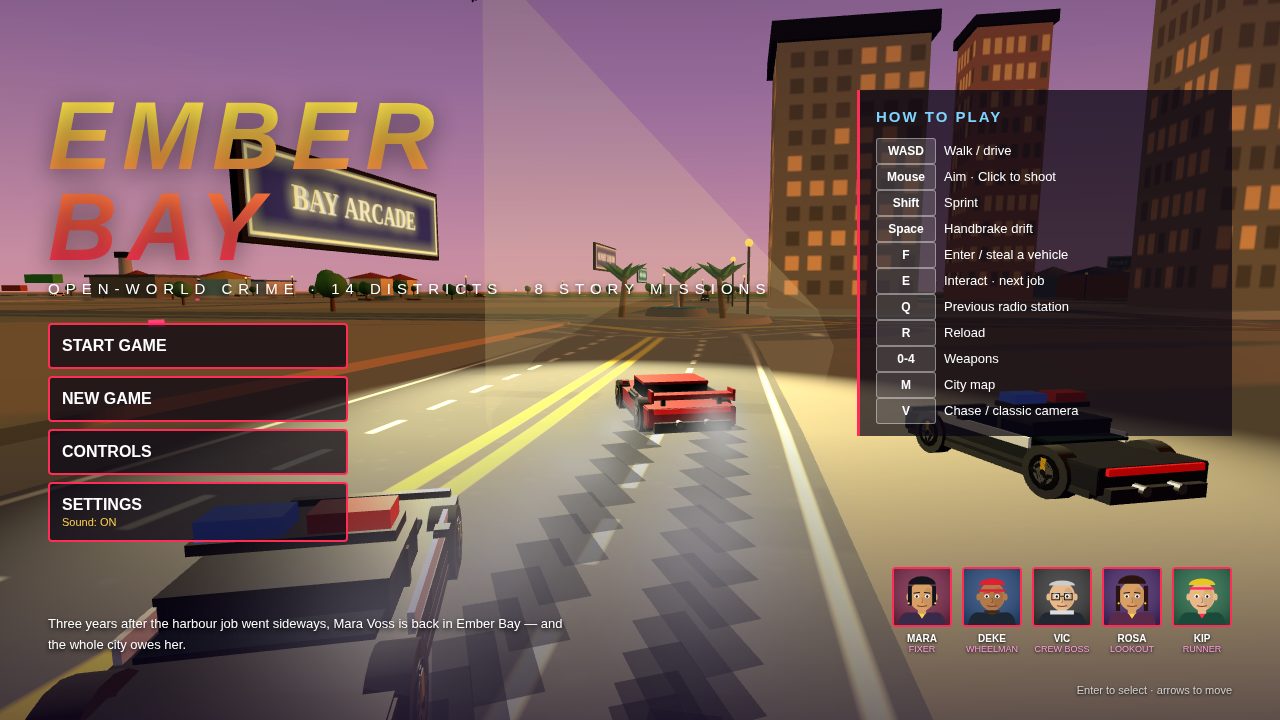 EMBER
BAY
BAY ARCADE
OPEN-WORLD CRIME · 14 DISTRICTS · 8 STORY MISSIONS
START GAME
NEW GAME
CONTROLS
SETTINGS
Sound: ON
Three years after the harbour job went sideways, Mara Voss is back in Ember Bay — and
the whole city owes her.
HOW TO PLAY
WASD Walk / drive
Mouse Aim · Click to shoot
Shift Sprint
Space Handbrake drift
F Enter / steal a vehicle
E Interact · next job
Q Previous radio station
R Reload
0-4 Weapons
M City map
V Chase / classic camera
MARA DEKE VIC ROSA KIP
FIXER WHEELMAN CREW BOSS LOOKOUT RUNNER
Enter to select · arrows to move